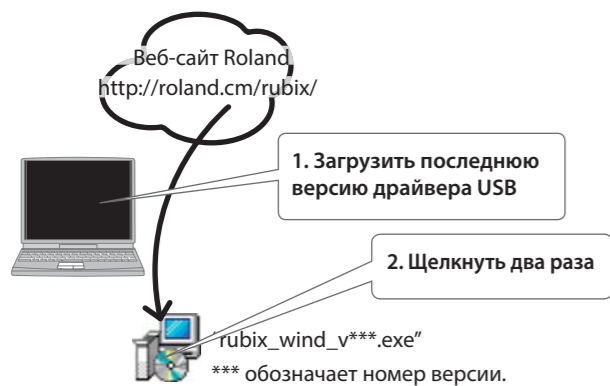 Веб-сайт Roland
http://roland.cm/rubix/
1. Загрузить последнюю
версию драйвера USB
2. Щелкнуть два раза
“rubix_wind_v***.exe”
*** обозначает номер версии.